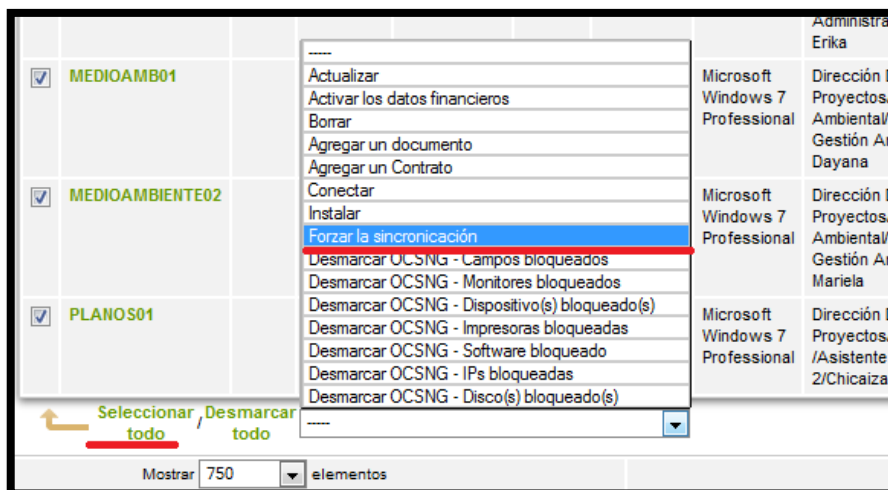 Administra
Erika
-----
Actualizar
Activar los datos financieros
Borrar
Agregar un documento
Agregar un Contrato
Conectar
Instalar
Forzar la sincronicación
Desmarcar OCSNG - Campos bloqueados
Desmarcar OCSNG - Monitores bloqueados
Desmarcar OCSNG - Dispositivo(s) bloqueado(s)
Desmarcar OCSNG - Impresoras bloqueadas
Desmarcar OCSNG - Software bloqueado
Desmarcar OCSNG - IPs bloqueadas
Desmarcar OCSNG - Disco(s) bloqueado(s)
MEDIOAMB01
Microsoft
Windows 7
Professional
Dirección
Proyectos
Ambiental/
Gestión A
Dayana
MEDIOAMBIENTE02
Microsoft
Windows 7
Professional
Dirección
Proyectos
Ambiental/
Gestión A
Mariela
PLANOS01
Microsoft
Windows 7
Professional
Dirección
Proyectos
/Asistente
2/Chicaiza
Seleccionar todo / Desmarcar todo
-----
Mostrar 750 elementos